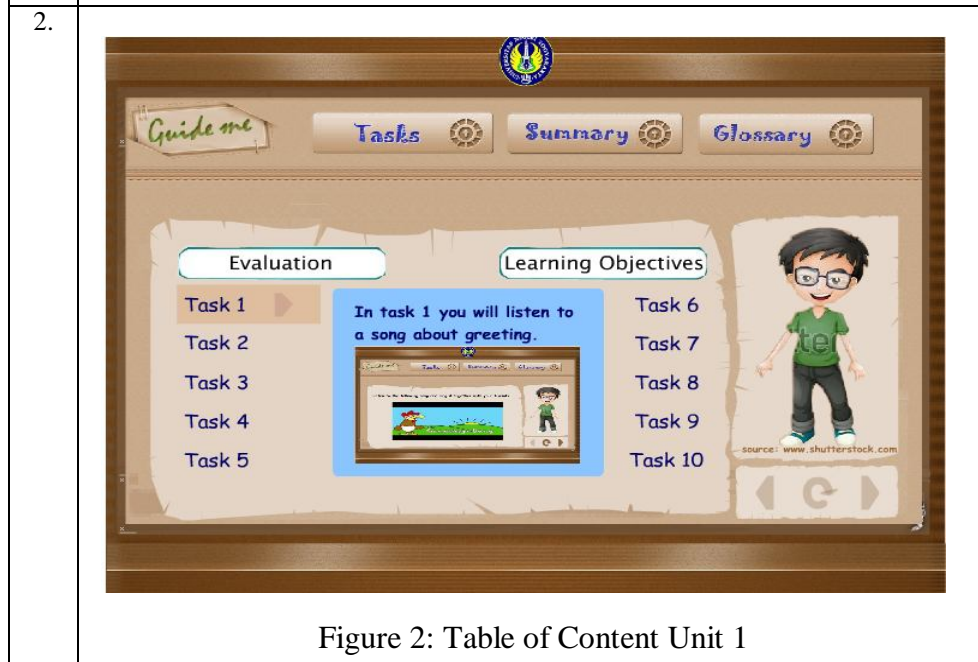 2.
Guide me
Tasks
Summary
Glossary
Evaluation
Learning Objectives
Task 1
Task 2
Task 3
Task 4
Task 5
In task 1 you will listen to
a song about greeting.
Task 6
Task 7
Task 8
Task 9
Task 10
source: www.shutterstock.com
Figure 2: Table of Content Unit 1